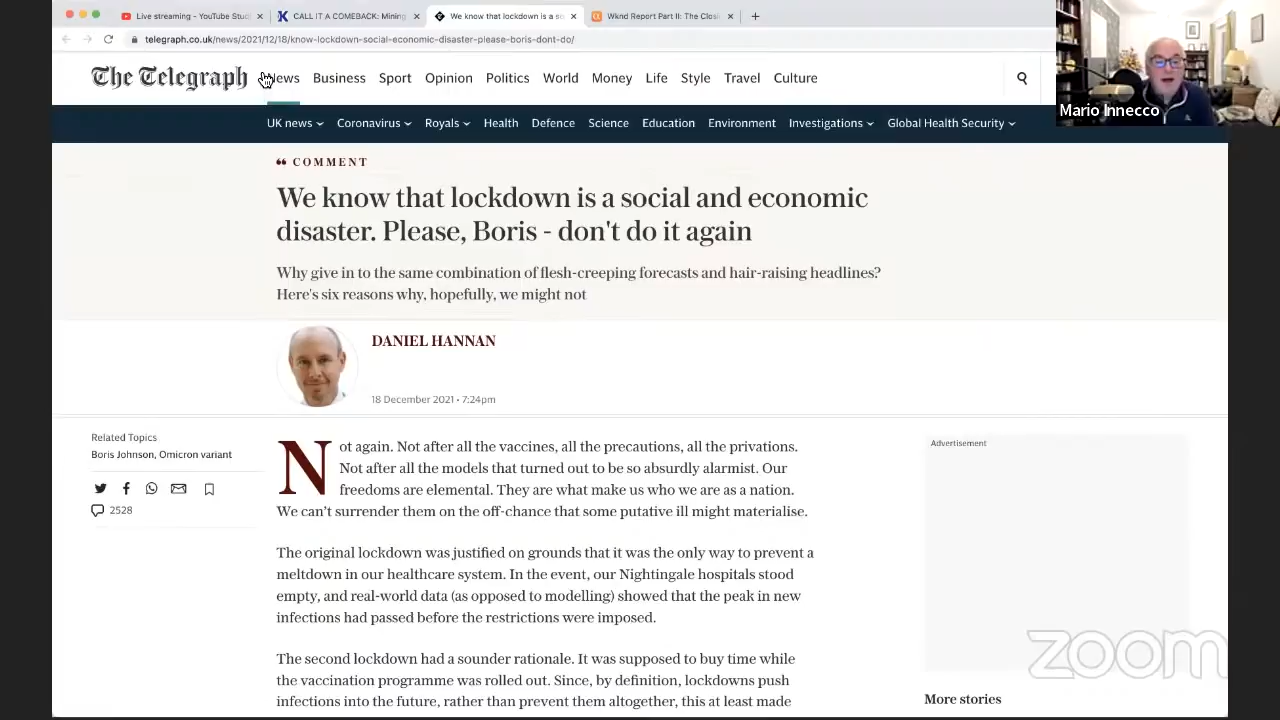 Live streaming - YouTube Stud
CALL IT A COMEBACK: Mining
We know that lockdown is a so
Wknd Report Part II: The Closi
telegraph.co.uk/news/2021/12/18/know-lockdown-social-economic-disaster-please-boris-dont-do/
Mario Innecco
The Telegraph
News Business Sport Opinion Politics World Money Life Style Travel Culture
UK news Coronavirus Royals Health Defence Science Education Environment Investigations Global Health Security
COMMENT
We know that lockdown is a social and economic
disaster. Please, Boris - don't do it again
Why give in to the same combination of flesh-creeping forecasts and hair-raising headlines?
Here's six reasons why, hopefully, we might not
DANIEL HANNAN
18 December 2021 • 7:24pm
Related Topics
Boris Johnson, Omicron variant
2528
Not again. Not after all the vaccines, all the precautions, all the privations.
Not after all the models that turned out to be so absurdly alarmist. Our
freedoms are elemental. They are what make us who we are as a nation.
We can't surrender them on the off-chance that some putative ill might materialise.
The original lockdown was justified on grounds that it was the only way to prevent a
meltdown in our healthcare system. In the event, our Nightingale hospitals stood
empty, and real-world data (as opposed to modelling) showed that the peak in new
infections had passed before the restrictions were imposed.
The second lockdown had a sounder rationale. It was supposed to buy time while
the vaccination programme was rolled out. Since, by definition, lockdowns push
infections into the future, rather than prevent them altogether, this at least made
Advertisement
zoom
More stories